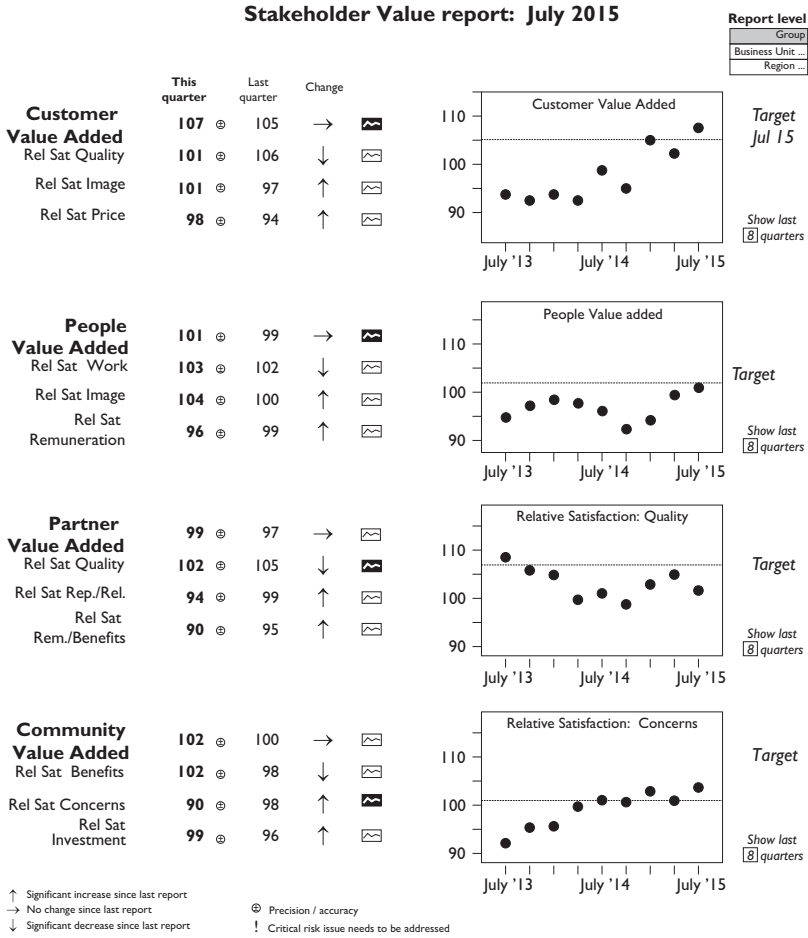 Stakeholder Value report: July 2015
Report level
Group
Business Unit ...
Region ...
This quarter
Last quarter
Change
Customer
Value Added 107 ± 105 →
Rel Sat Quality 101 ± 106 ↓
Rel Sat Image 101 ± 97 ↑
Rel Sat Price 98 ± 94 ↑
Customer Value Added
110
100
90
July '13 July '14 July '15
Target
Jul 15
Show last
8 quarters
People
Value Added 101 ± 99 →
Rel Sat Work 103 ± 102 ↓
Rel Sat Image 104 ± 100 ↑
Rel Sat
Remuneration 96 ± 99 ↑
People Value added
110
100
90
July '13 July '14 July '15
Target
Show last
8 quarters
Partner
Value Added 99 ± 97 →
Rel Sat Quality 102 ± 105 ↓
Rel Sat Rep./Rel. 94 ± 99 ↑
Rel Sat
Rem./Benefits 90 ± 95 ↑
Relative Satisfaction: Quality
110
100
90
July '13 July '14 July '15
Target
Show last
8 quarters
Community
Value Added 102 ± 100 →
Rel Sat Benefits 102 ± 98 ↓
Rel Sat Concerns 90 ± 98 ↑
Rel Sat
Investment 99 ± 96 ↑
Relative Satisfaction: Concerns
110
100
90
July '13 July '14 July '15
Target
Show last
8 quarters
↑ Significant increase since last report
→ No change since last report
↓ Significant decrease since last report
± Precision / accuracy
! Critical risk issue needs to be addressed